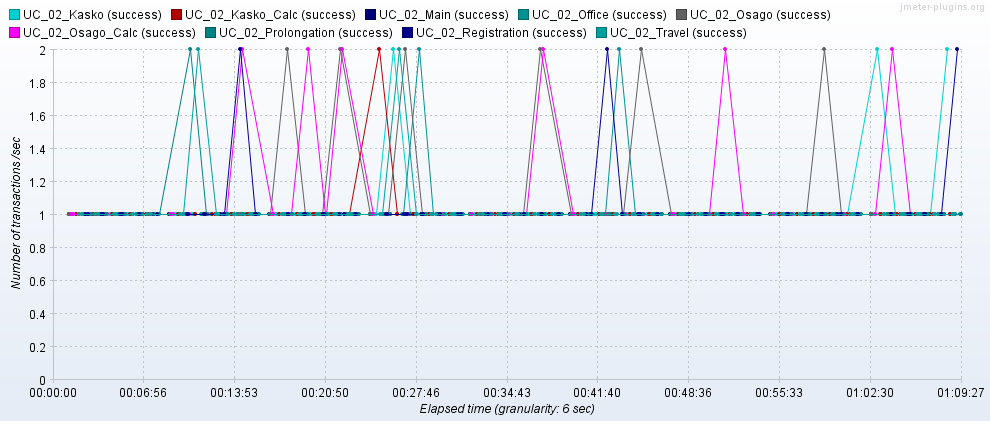 jmeter-plugins.org
UC_02_Kasko (success) UC_02_Kasko_Calc (success) UC_02_Main (success) UC_02_Office (success) UC_02_Osago (success)
UC_02_Osago_Calc (success) UC_02_Prolongation (success) UC_02_Registration (success) UC_02_Travel (success)
Number of transactions /sec
2
1.8
1.6
1.4
1.2
1
0.8
0.6
0.4
0.2
0
00:00:00 00:06:56 00:13:53 00:20:50 00:27:46 00:34:43 00:41:40 00:48:36 00:55:33 01:02:30 01:09:27
Elapsed time (granularity: 6 sec)